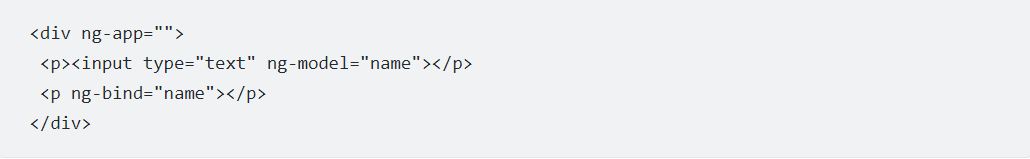 <div ng-app="">
<p><input type="text" ng-model="name"></p>
<p ng-bind="name"></p>
</div>